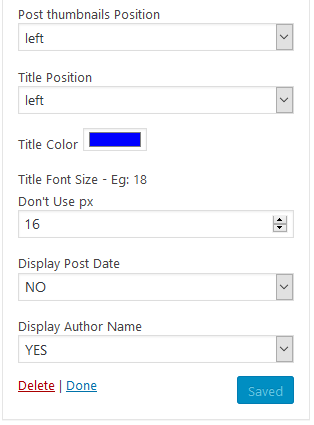 Post thumbnails Position
left
Title Position
left
Title Color
Title Font Size - Eg: 18
Don't Use px
16
Display Post Date
NO
Display Author Name
YES
Delete | Done Saved